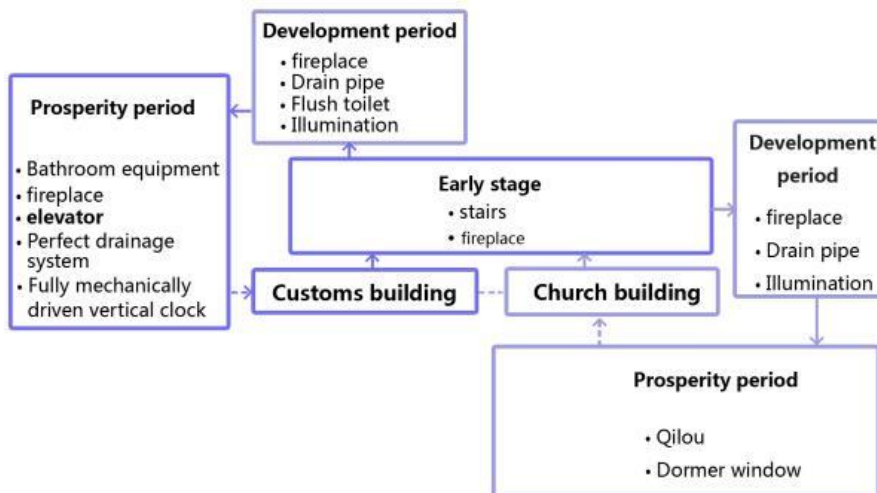 Development period
• fireplace
• Drain pipe
• Flush toilet
• Illumination
Prosperity period
• Bathroom equipment
• fireplace
• elevator
• Perfect drainage
system
• Fully mechanically
driven vertical clock
Early stage
• stairs
• fireplace
Development
period
• fireplace
• Drain pipe
• Illumination
Customs building
Church building
Prosperity period
• Qilou
• Dormer window